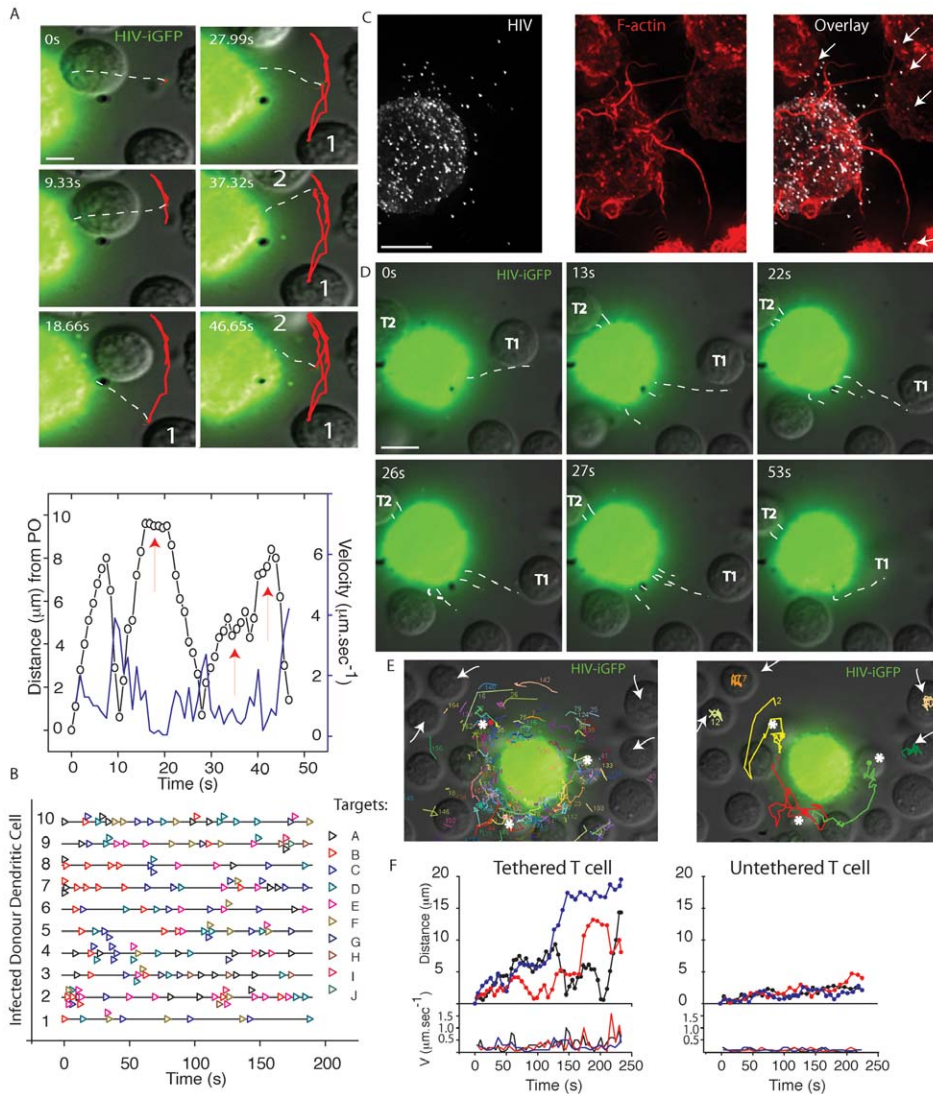 A
0s HIV-iGFP
27.99s
1
9.33s
37.32s
2
1
18.66s
46.65s
2
1
1
Distance (μm) from PO
10
8
6
4
2
0
Velocity (μm.sec-1)
6
4
2
0
0 10 20 30 40 50
Time (s)
B
Infected Donour Dendritic Cell
10
9
8
7
6
5
4
3
2
1
0 50 100 150 200
Time (s)
Targets:
A
B
C
D
E
F
G
H
I
J
C
HIV
F-actin
Overlay
D
0s HIV-iGFP
T2
T1
13s
T2
T1
22s
T2
T1
26s
T2
T1
27s
T2
T1
53s
T1
E
HIV-iGFP
HIV-iGFP
F
Tethered T cell
Untethered T cell
Distance (μm)
20
15
10
5
0
20
15
10
5
0
V (μm.sec-1)
1.5
1.0
0.5
1.5
1.0
0.5
0 50 100 150 200 250
0 50 100 150 200 250
Time (s)
Time (s)